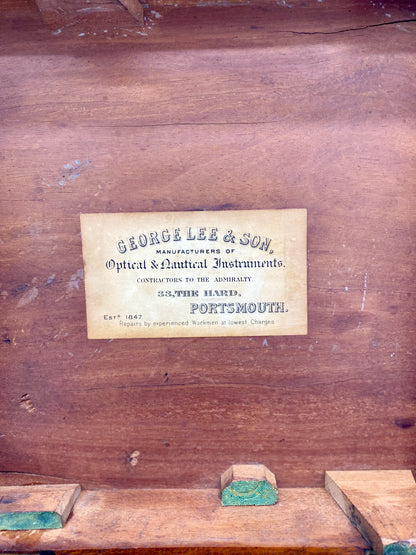 GEORGE LEE & SON,
MANUFACTURERS OF
Optical & Nautical Instruments.
CONTRACTORS TO THE ADMIRALTY.
33, THE HARD,
PORTSMOUTH.
ESTD 1847.
Repairs by experienced Workmen at lowest Charges